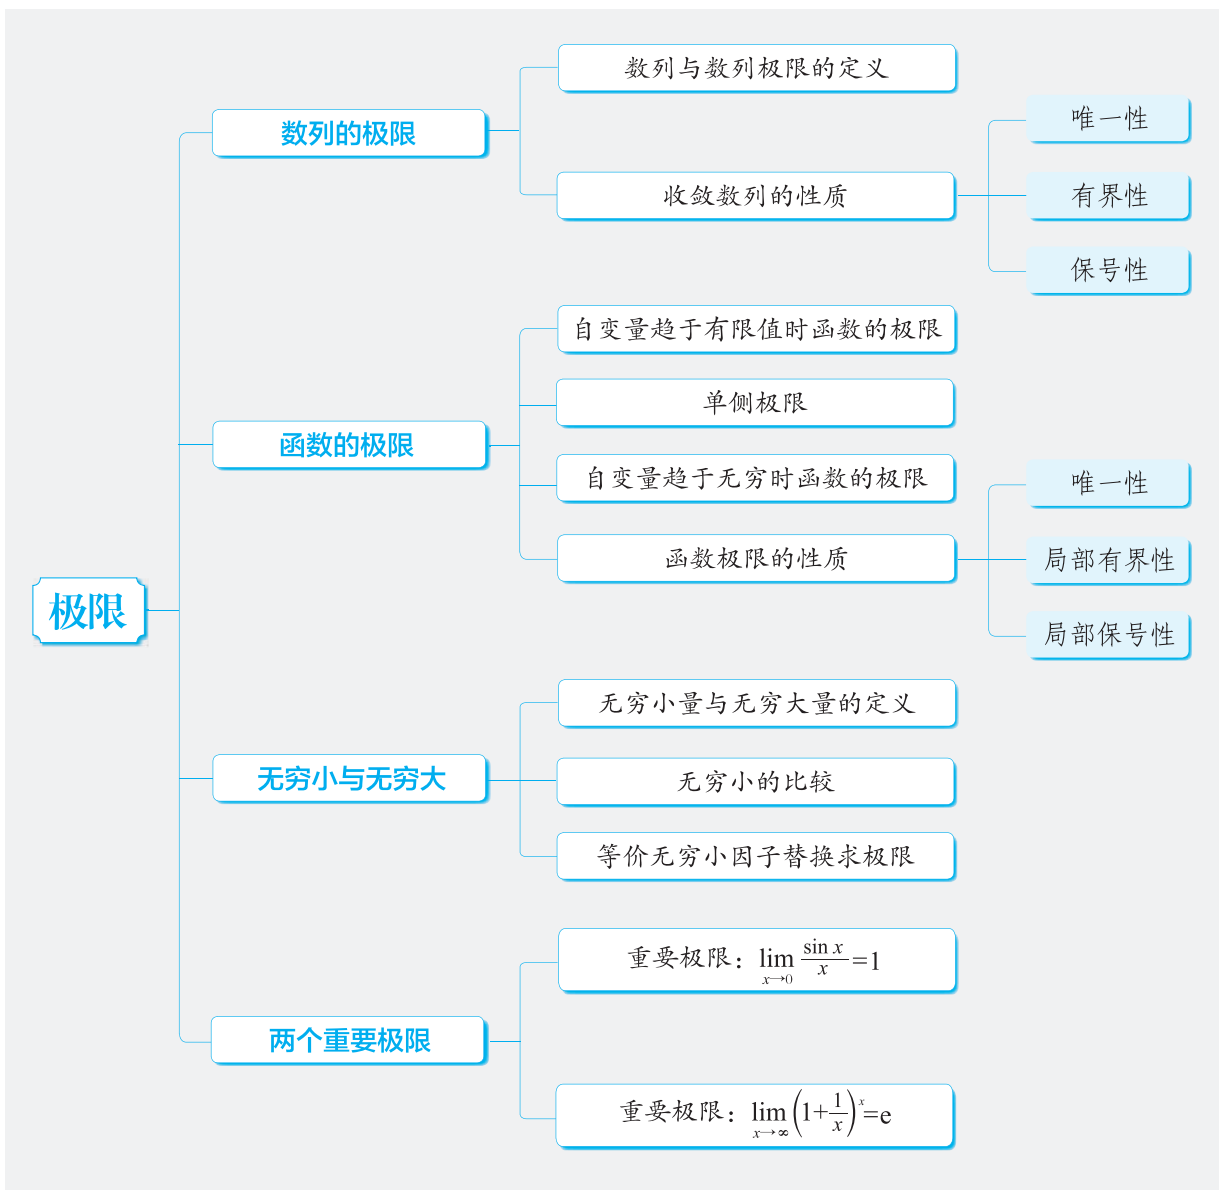 极限
数列的极限
数列与数列极限的定义
收敛数列的性质
唯一性
有界性
保号性
函数的极限
自变量趋于有限值时函数的极限
单侧极限
自变量趋于无穷时函数的极限
函数极限的性质
唯一性
局部有界性
局部保号性
无穷小与无穷大
无穷小量与无穷大量的定义
无穷小的比较
等价无穷小因子替换求极限
两个重要极限
重要极限：lim x→0 sin x/x =1
重要极限：lim x→∞ (1+1/x)^x=e